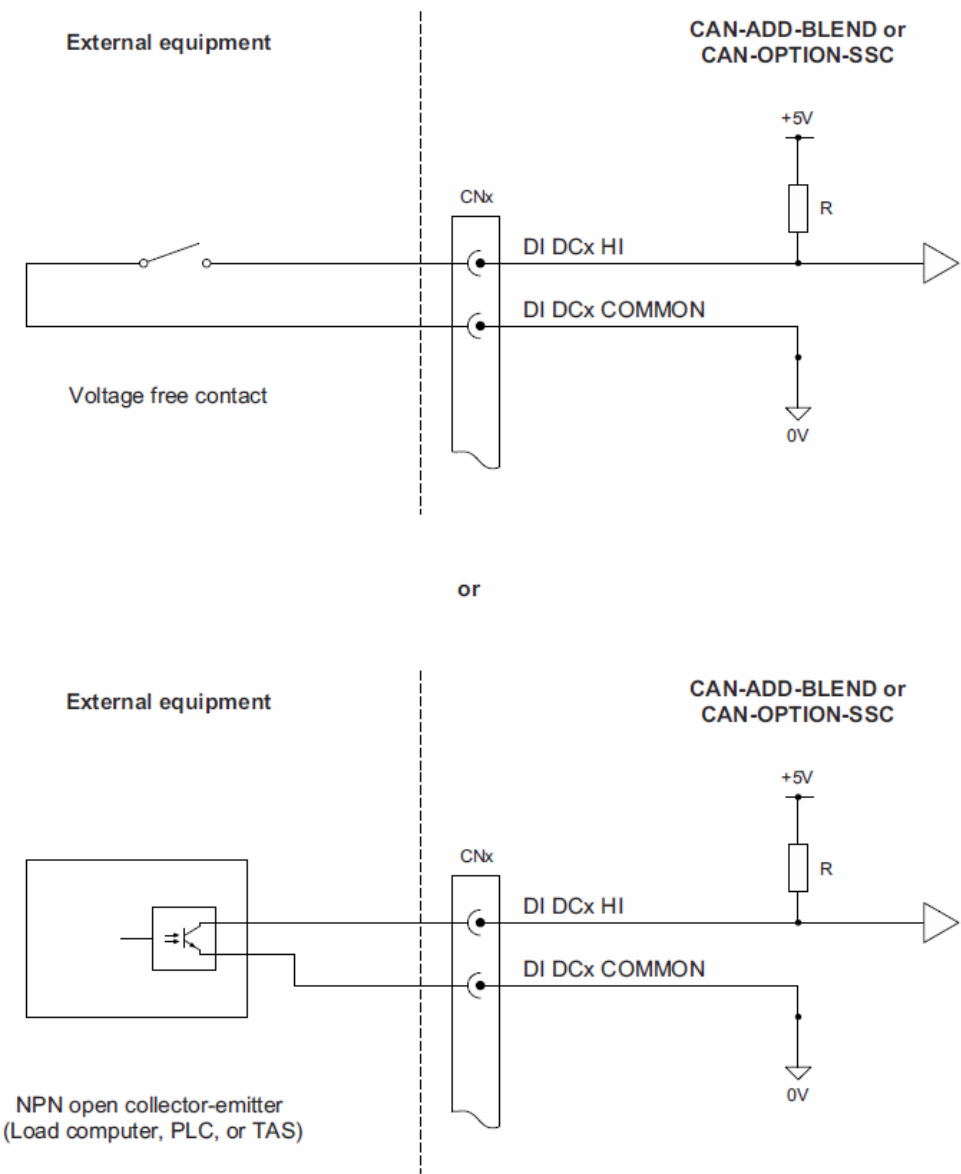 External equipment
CAN-ADD-BLEND or
CAN-OPTION-SSC
+5V
R
CNx
DI DCx HI
DI DCx COMMON
Voltage free contact
0V
or
External equipment
CAN-ADD-BLEND or
CAN-OPTION-SSC
+5V
R
CNx
DI DCx HI
DI DCx COMMON
0V
NPN open collector-emitter
(Load computer, PLC, or TAS)